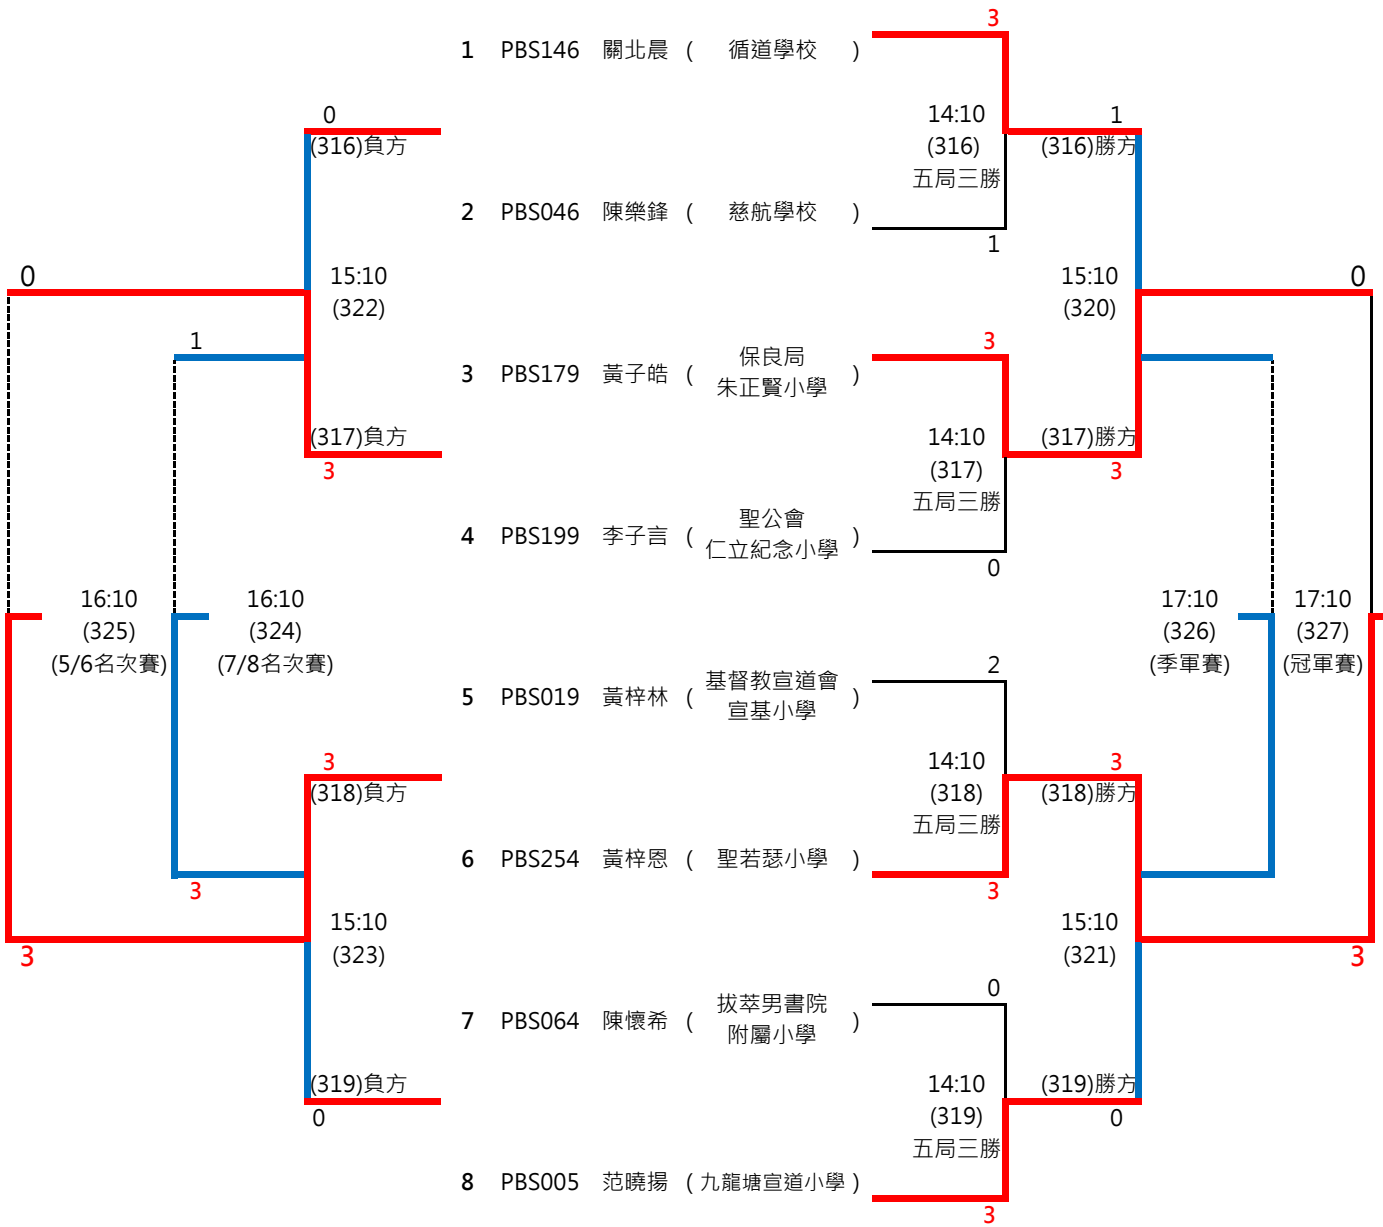 3
1 PBS146 關北晨 ( 循道學校 )
0
14:10
1
(316)負方
(316)
(316)勝方
五局三勝
2 PBS046 陳樂鋒 ( 慈航學校 )
1
0
15:10
15:10
0
(322)
(320)
1
3
保良局
3 PBS179 黃子皓 ( )
朱正賢小學
(317)負方
14:10
(317)勝方
3
(317)
3
五局三勝
聖公會
4 PBS199 李子言 ( )
仁立紀念小學
0
16:10
16:10
17:10
17:10
(325)
(324)
(326)
(327)
(5/6名次賽)
(7/8名次賽)
(季軍賽)
(冠軍賽)
2
基督教宣道會
5 PBS019 黃梓林 ( )
宣基小學
3
14:10
3
(318)負方
(318)
(318)勝方
五局三勝
6 PBS254 黃梓恩 ( 聖若瑟小學 )
3
3
15:10
15:10
3
(323)
(321)
3
0
拔萃男書院
7 PBS064 陳懷希 ( )
附屬小學
(319)負方
14:10
(319)勝方
0
(319)
0
五局三勝
8 PBS005 范曉揚 ( 九龍塘宣道小學 )
3